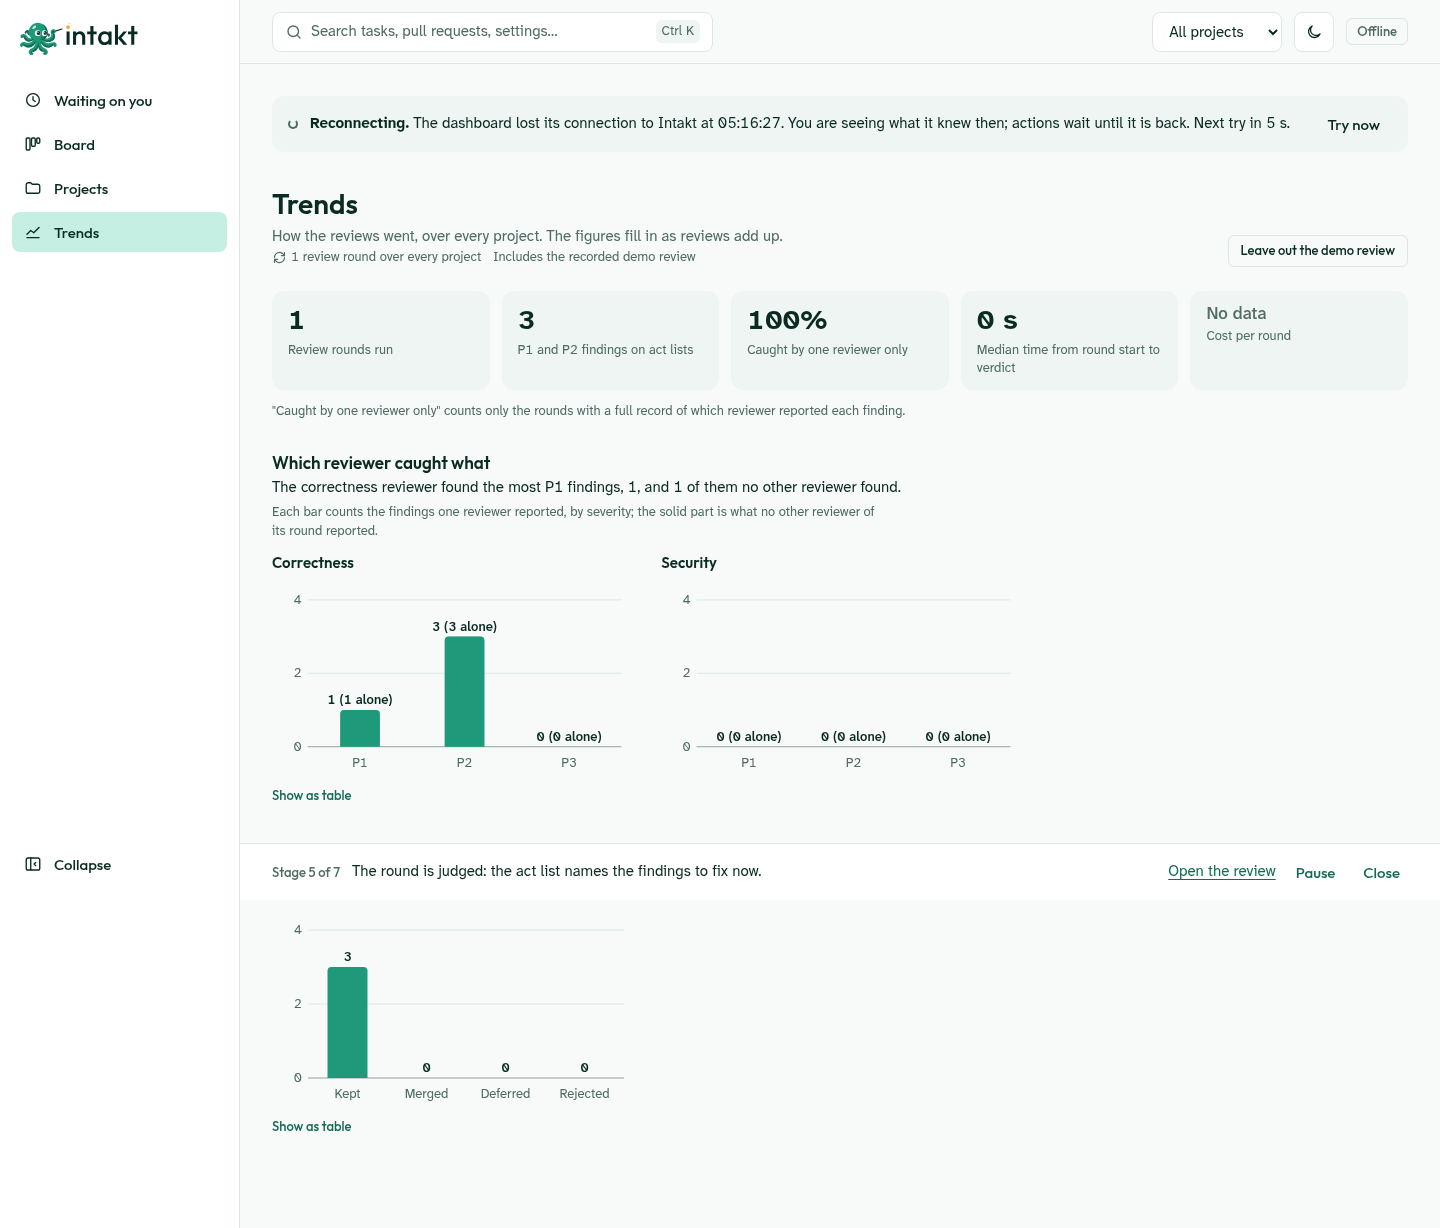 intakt
Search tasks, pull requests, settings...
Ctrl K
All projects
Offline
Waiting on you
Board
Projects
Trends
Reconnecting. The dashboard lost its connection to Intakt at 05:16:27. You are seeing what it knew then; actions wait until it is back. Next try in 5 s.
Try now
Trends
How the reviews went, over every project. The figures fill in as reviews add up.
1 review round over every project
Includes the recorded demo review
Leave out the demo review
1
Review rounds run
3
P1 and P2 findings on act lists
100%
Caught by one reviewer only
0 s
Median time from round start to
verdict
No data
Cost per round
"Caught by one reviewer only" counts only the rounds with a full record of which reviewer reported each finding.
Which reviewer caught what
The correctness reviewer found the most P1 findings, 1, and 1 of them no other reviewer found.
Each bar counts the findings one reviewer reported, by severity; the solid part is what no other reviewer of
its round reported.
Correctness
4
3 (3 alone)
2
1 (1 alone)
0 (0 alone)
0
P1
P2
P3
Security
4
2
0 (0 alone)
0 (0 alone)
0 (0 alone)
0
P1
P2
P3
Show as table
Collapse
Stage 5 of 7
The round is judged: the act list names the findings to fix now.
Open the review
Pause
Close
4
3
2
0
0
0
0
Kept
Merged
Deferred
Rejected
Show as table